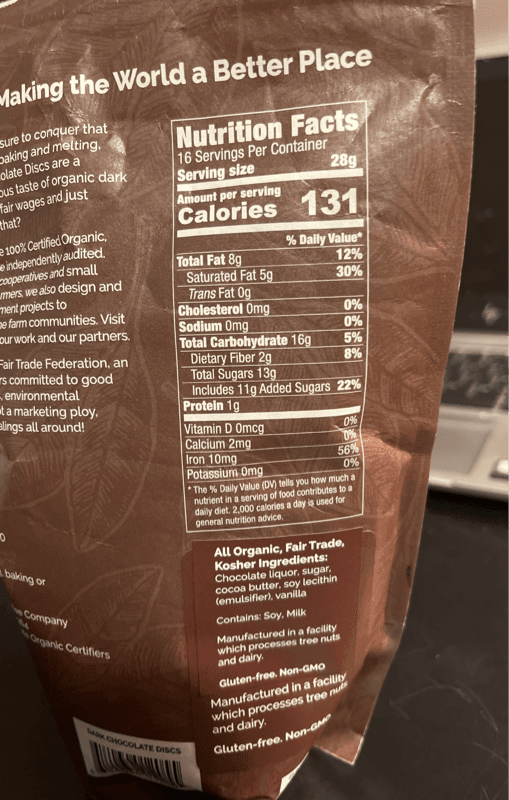 Making the World a Better Place
sure to conquer that
baking and melting,
olate Discs are a
ous taste of organic dark
fair wages and just
that?
e 100% Certified Organic,
e independently audited.
cooperatives and small
rmers, we also design and
ment projects to
e farm communities. Visit
our work and our partners.
Fair Trade Federation, an
rs committed to good
, environmental
ot a marketing ploy,
alings all around!
baking or
Company
Organic Certifiers
Nutrition Facts
16 Servings Per Container
Serving size 28g
Amount per serving
Calories 131
% Daily Value*
Total Fat 8g 12%
Saturated Fat 5g 30%
Trans Fat 0g
Cholesterol 0mg 0%
Sodium 0mg 0%
Total Carbohydrate 16g 5%
Dietary Fiber 2g 8%
Total Sugars 13g
Includes 11g Added Sugars 22%
Protein 1g
Vitamin D 0mcg 0%
Calcium 2mg 0%
Iron 10mg 56%
Potassium 0mg 0%
* The % Daily Value (DV) tells you how much a
nutrient in a serving of food contributes to a
daily diet. 2,000 calories a day is used for
general nutrition advice.
All Organic, Fair Trade,
Kosher Ingredients:
Chocolate liquor, sugar,
cocoa butter, soy lecithin
(emulsifier), vanilla
Contains: Soy, Milk
Manufactured in a facility
which processes tree nuts
and dairy.
Gluten-free. Non-GMO
Manufactured in a facility
which processes tree nuts
and dairy.
Gluten-free. Non-GMO
DARK CHOCOLATE DISCS